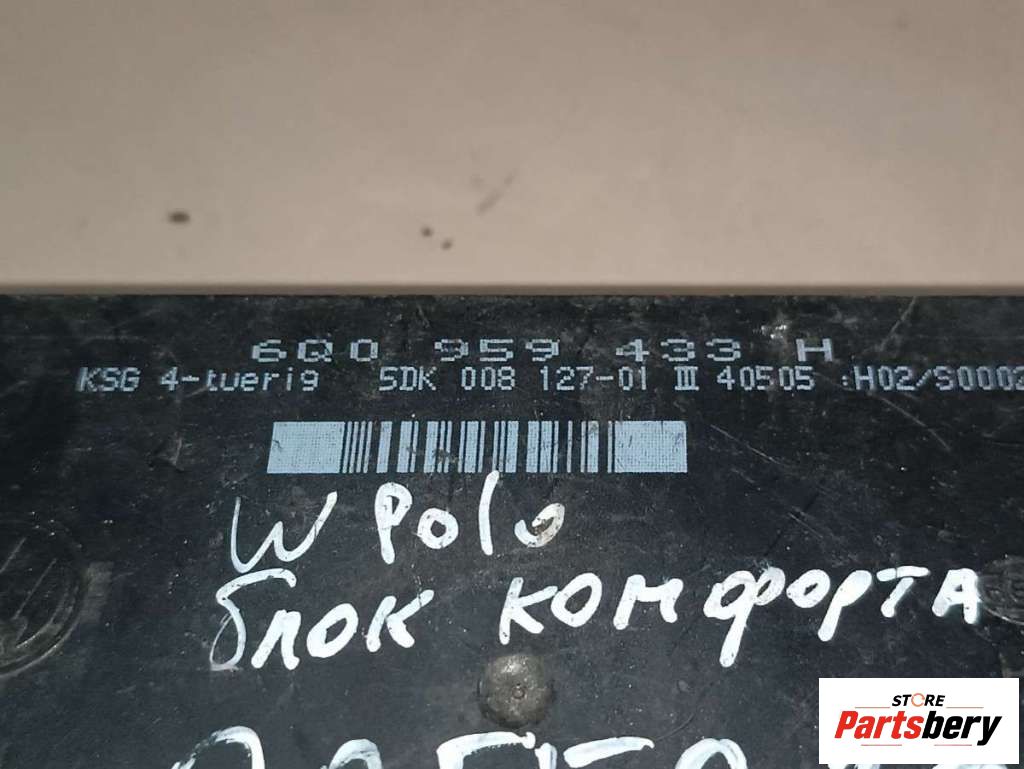 6Q0 959 433 H
KSG 4-tuerig 5DK 008 127-01 III 40505 :H02/S0002
W Polo
блок комфорта
STORE
Partsbery